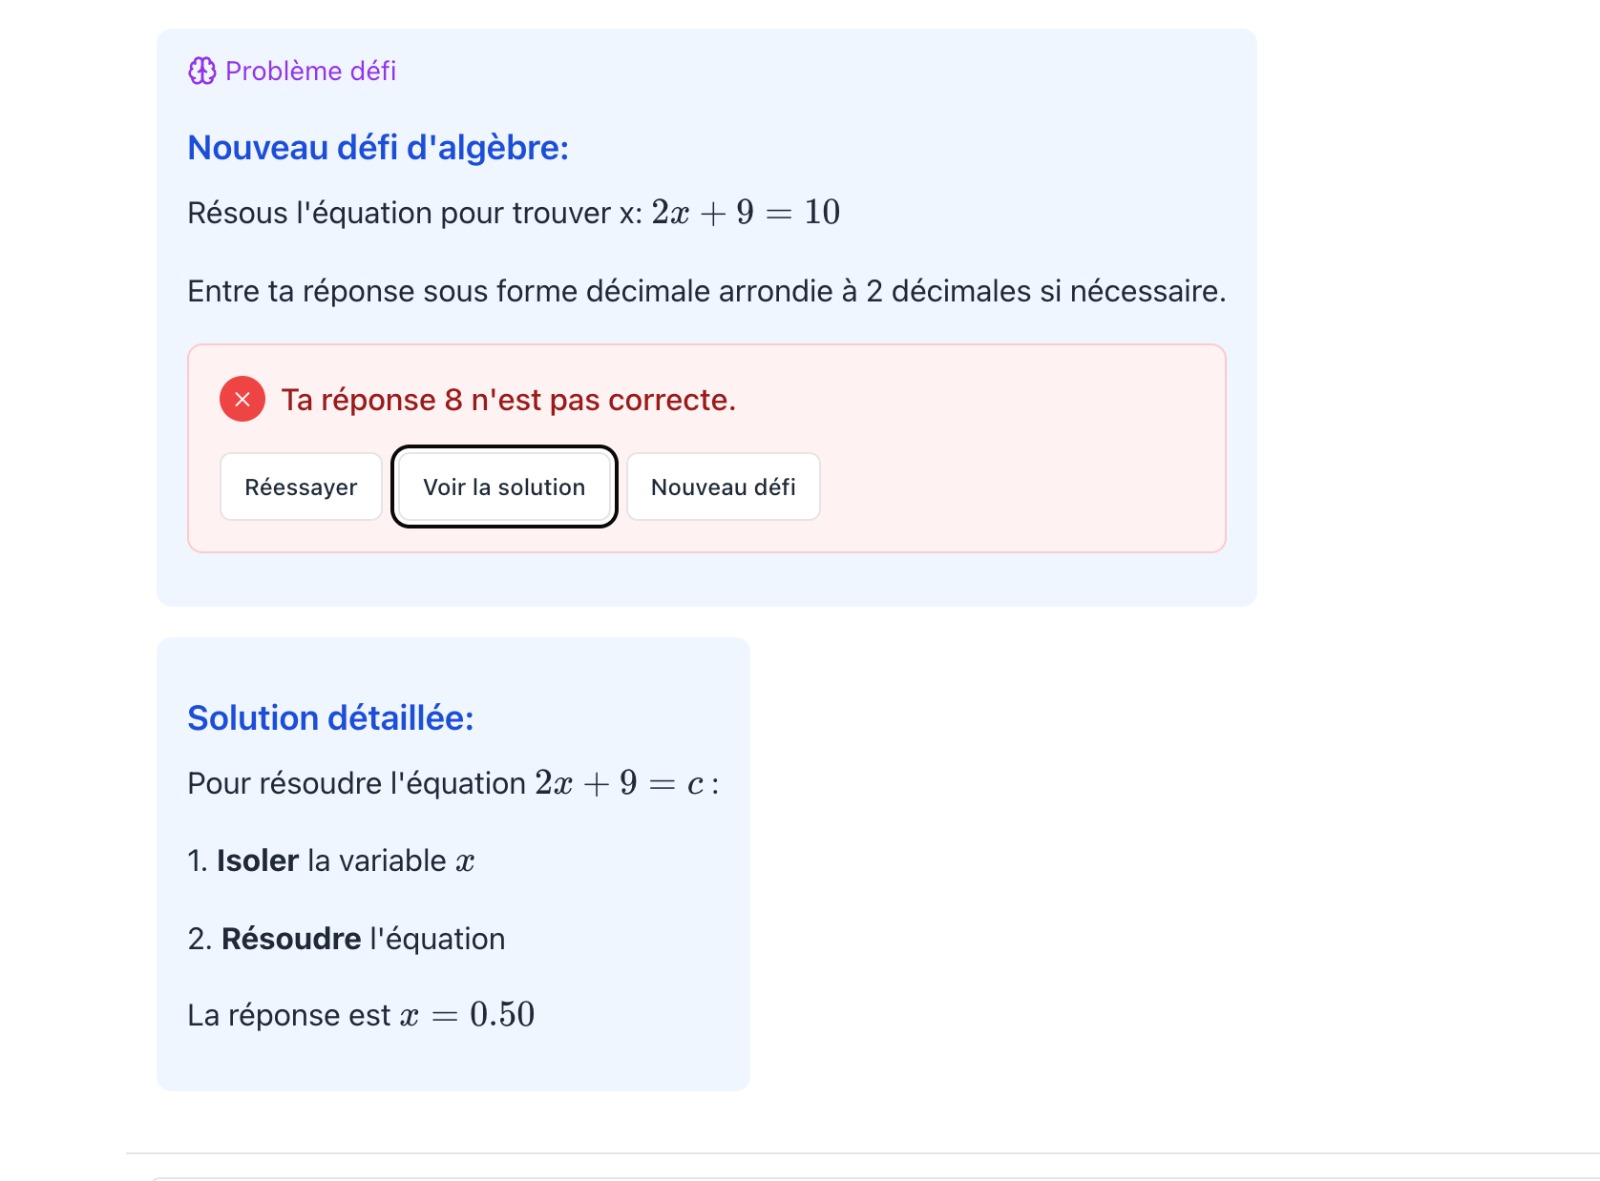 Problème défi
Nouveau défi d'algèbre:
Résous l'équation pour trouver x: 2x + 9 = 10
Entre ta réponse sous forme décimale arrondie à 2 décimales si nécessaire.
Ta réponse 8 n'est pas correcte.
Réessayer Voir la solution Nouveau défi
Solution détaillée:
Pour résoudre l'équation 2x + 9 = c :
1. Isoler la variable x
2. Résoudre l'équation
La réponse est x = 0.50